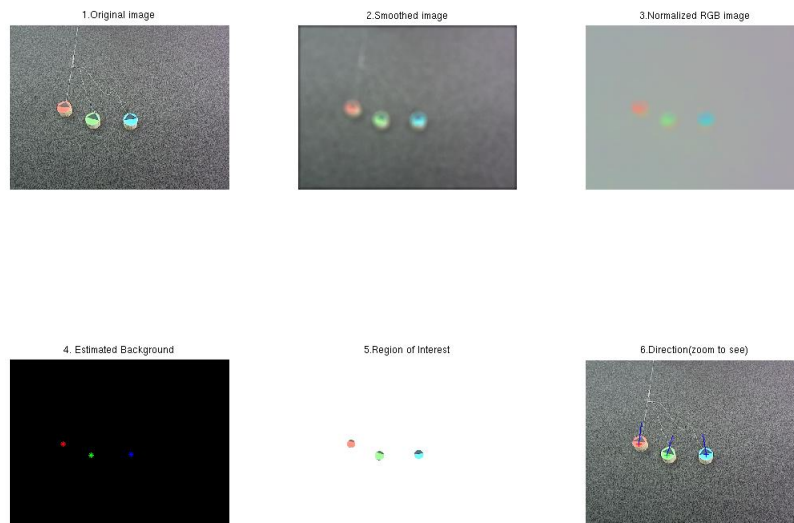 1.Original image
2.Smoothed image
3.Normalized RGB image
4. Estimated Background
5.Region of Interest
6.Direction(zoom to see)